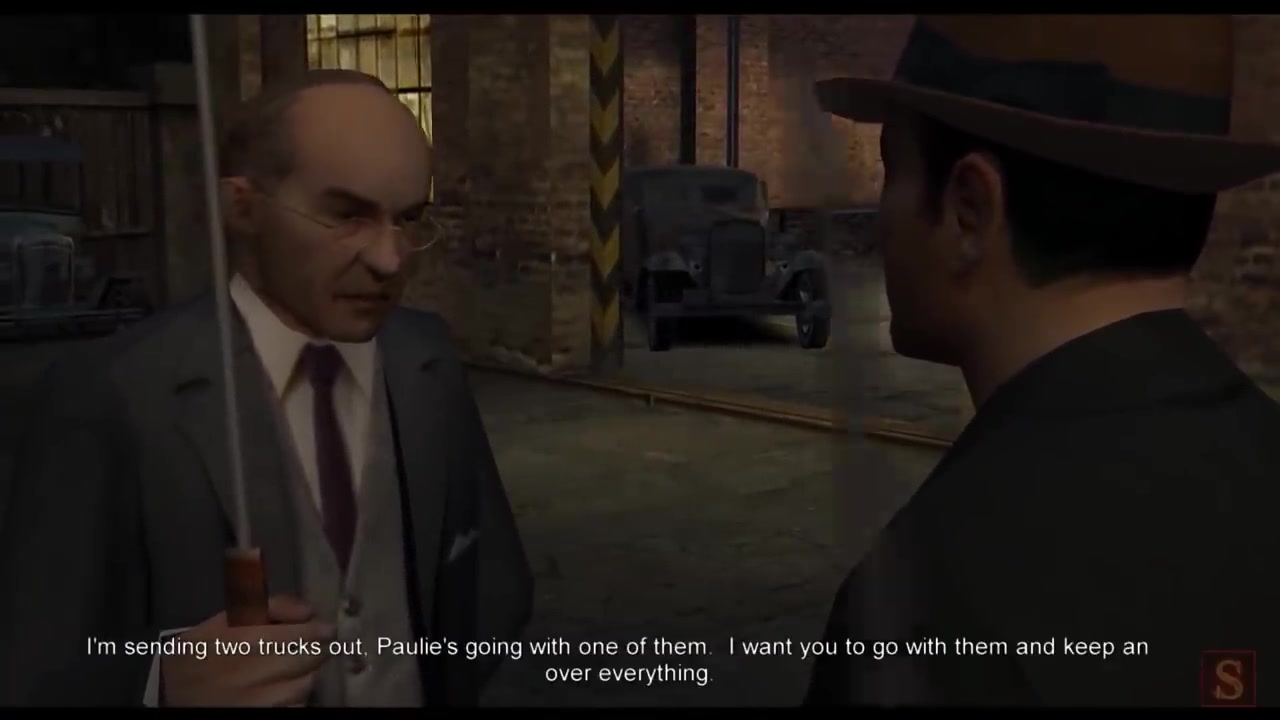 I'm sending two trucks out, Paulie's going with one of them.  I want you to go with them and keep an
over everything.
S